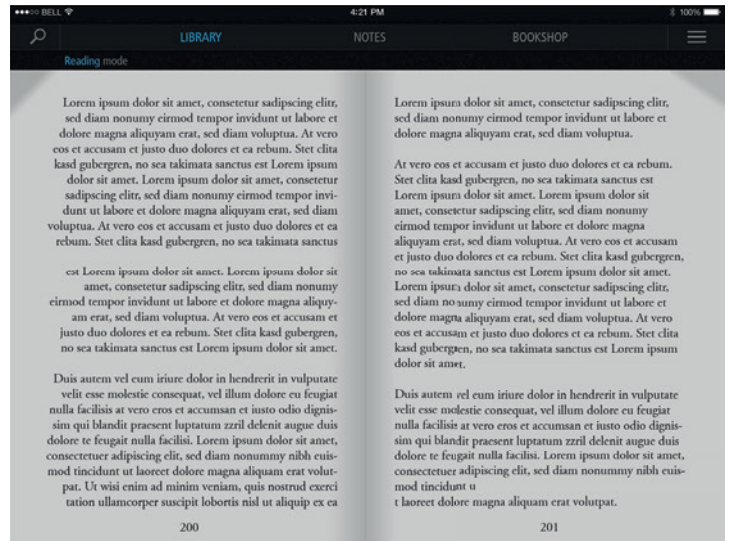 BELL
4:21 PM
100%
LIBRARY
NOTES
BOOKSHOP
Reading mode
Lorem ipsum dolor sit amet, consetetur sadipscing elitr,
sed diam nonumy eirmod tempor invidunt ut labore et
dolore magna aliquyam erat, sed diam voluptua. At vero
eos et accusam et justo duo dolores et ea rebum. Stet clita
kasd gubergren, no sea takimata sanctus est Lorem ipsum
dolor sit amet. Lorem ipsum dolor sit amet, consetetur
sadipscing elitr, sed diam nonumy eirmod tempor invi-
dunt ut labore et dolore magna aliquyam erat, sed diam
voluptua. At vero eos et accusam et justo duo dolores et ea
rebum. Stet clita kasd gubergren, no sea takimata sanctus
est Lorem ipsum dolor sit amet. Lorem ipsum dolor sit
amet, consetetur sadipscing elitr, sed diam nonumy
eirmod tempor invidunt ut labore et dolore magna aliquy-
am erat, sed diam voluptua. At vero eos et accusam et
justo duo dolores et ea rebum. Stet clita kasd gubergren,
no sea takimata sanctus est Lorem ipsum dolor sit amet.
Duis autem vel eum iriure dolor in hendrerit in vulputate
velit esse molestie consequat, vel illum dolore eu feugiat
nulla facilisis at vero eros et accumsan et iusto odio dignis-
sim qui blandit praesent luptatum zzril delenit augue duis
dolore te feugait nulla facilisi. Lorem ipsum dolor sit amet,
consectetuer adipiscing elit, sed diam nonummy nibh euis-
mod tincidunt ut laoreet dolore magna aliquam erat volut-
pat. Ut wisi enim ad minim veniam, quis nostrud exerci
tation ullamcorper suscipit lobortis nisl ut aliquip ex ea
200
Lorem ipsum dolor sit amet, consetetur sadipscing elitr,
sed diam nonumy eirmod tempor invidunt ut labore et
dolore magna aliquyam erat, sed diam voluptua.
At vero eos et accusam et justo duo dolores et ea rebum.
Stet clita kasd gubergren, no sea takimata sanctus est
Lorem ipsum dolor sit amet. Lorem ipsum dolor sit
amet, consetetur sadipscing elitr, sed diam nonumy
eirmod tempor invidunt ut labore et dolore magna
aliquyam erat, sed diam voluptua. At vero eos et accusam
et justo duo dolores et ea rebum. Stet clita kasd gubergren,
no sea takimata sanctus est Lorem ipsum dolor sit amet.
Lorem ipsum dolor sit amet, consetetur sadipscing elitr,
sed diam nonumy eirmod tempor invidunt ut labore et
dolore magna aliquyam erat, sed diam voluptua. At vero
eos et accusam et justo duo dolores et ea rebum. Stet clita
kasd gubergren, no sea takimata sanctus est Lorem ipsum
dolor sit amet.
Duis autem vel eum iriure dolor in hendrerit in vulputate
velit esse molestie consequat, vel illum dolore eu feugiat
nulla facilisis at vero eros et accumsan et iusto odio dignis-
sim qui blandit praesent luptatum zzril delenit augue duis
dolore te feugait nulla facilisi. Lorem ipsum dolor sit amet,
consectetuer adipiscing elit, sed diam nonummy nibh euis-
mod tincidunt u
t laoreet dolore magna aliquam erat volutpat.
201